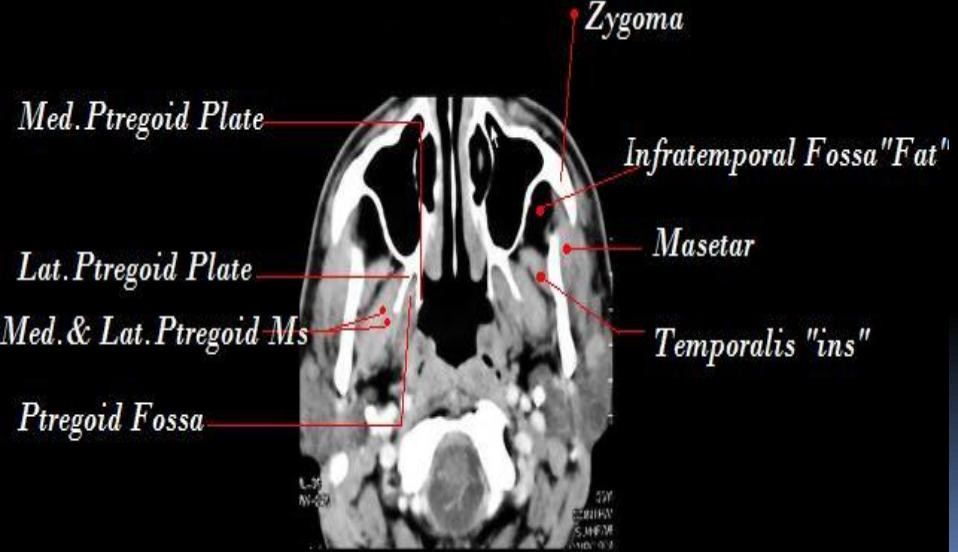 Zygoma
Med.Ptregoid Plate
Infratemporal Fossa"Fat"
Masetar
Lat.Ptregoid Plate
Med.& Lat.Ptregoid Ms
Temporalis "ins"
Ptregoid Fossa